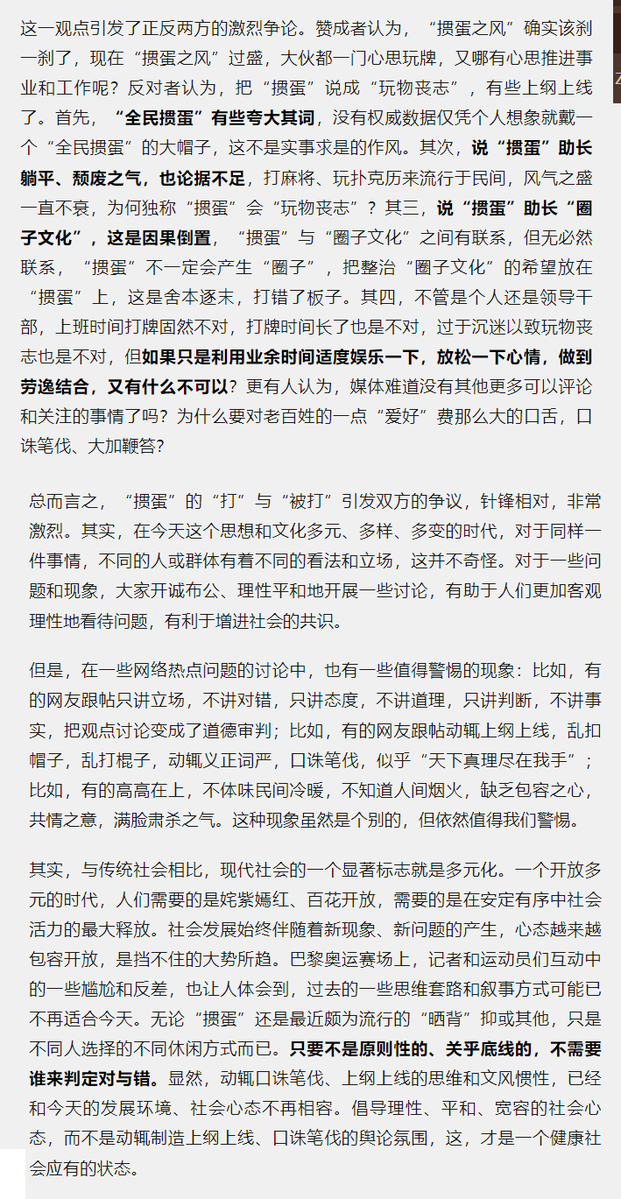 这一观点引发了正反两方的激烈争论。赞成者认为，“掼蛋之风”确实该刹
一刹了，现在“掼蛋之风”过盛，大伙都一门心思玩牌，又哪有心思推进事
业和工作呢？反对者认为，把“掼蛋”说成“玩物丧志”，有些上纲上线
了。首先，“全民掼蛋”有些夸大其词，没有权威数据仅凭个人想象就戴一
个“全民掼蛋”的大帽子，这不是实事求是的作风。其次，说“掼蛋”助长
躺平、颓废之气，也论据不足，打麻将、玩扑克历来流行于民间，风气之盛
一直不衰，为何独称“掼蛋”会“玩物丧志”？其三，说“掼蛋”助长“圈
子文化”，这是因果倒置，“掼蛋”与“圈子文化”之间有联系，但无必然
联系，“掼蛋”不一定会产生“圈子”，把整治“圈子文化”的希望放在
“掼蛋”上，这是舍本逐末，打错了板子。其四，不管是个人还是领导干
部，上班时间打牌固然不对，打牌时间长了也是不对，过于沉迷以致玩物丧
志也是不对，但如果只是利用业余时间适度娱乐一下，放松一下心情，做到
劳逸结合，又有什么不可以？更有人认为，媒体难道没有其他更多可以评论
和关注的事情了吗？为什么要对老百姓的一点“爱好”费那么大的口舌，口
诛笔伐、大加鞭笞？
总而言之，“掼蛋”的“打”与“被打”引发双方的争议，针锋相对，非常
激烈。其实，在今天这个思想和文化多元、多样、多变的时代，对于同样一
件事情，不同的人或群体有着不同的看法和立场，这并不奇怪。对于一些问
题和现象，大家开诚布公、理性平和地开展一些讨论，有助于人们更加客观
理性地看待问题，有利于增进社会的共识。
但是，在一些网络热点问题的讨论中，也有一些值得警惕的现象：比如，有
的网友跟帖只讲立场，不讲对错，只讲态度，不讲道理，只讲判断，不讲事
实，把观点讨论变成了道德审判；比如，有的网友跟帖动辄上纲上线，乱扣
帽子，乱打棍子，动辄义正词严，口诛笔伐，似乎“天下真理尽在我手”；
比如，有的高高在上，不体味民间冷暖，不知道人间烟火，缺乏包容之心，
共情之意，满脸肃杀之气。这种现象虽然是个别的，但依然值得我们警惕。
其实，与传统社会相比，现代社会的一个显著标志就是多元化。一个开放多
元的时代，人们需要的是姹紫嫣红、百花开放，需要的是在安定有序中社会
活力的最大释放。社会发展始终伴随着新现象、新问题的产生，心态越来越
包容开放，是挡不住的大势所趋。巴黎奥运赛场上，记者和运动员们互动中
的一些尴尬和反差，也让人体会到，过去的一些思维套路和叙事方式可能已
不再适合今天。无论“掼蛋”还是最近颇为流行的“晒背”抑或其他，只是
不同人选择的不同休闲方式而已。只要不是原则性的、关乎底线的，不需要
谁来判定对与错。显然，动辄口诛笔伐、上纲上线的思维和文风惯性，已经
和今天的发展环境、社会心态不再相容。倡导理性、平和、宽容的社会心
态，而不是动辄制造上纲上线、口诛笔伐的舆论氛围，这，才是一个健康社
会应有的状态。